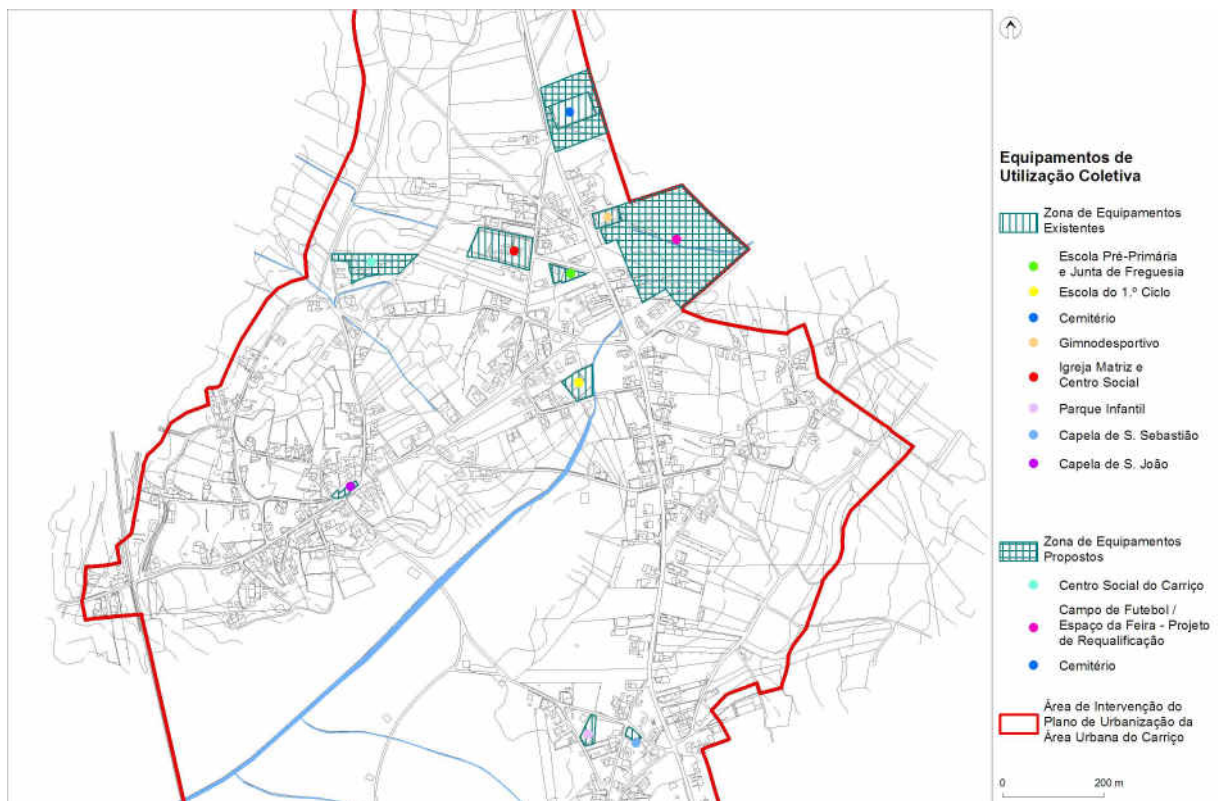 Equipamentos de
Utilização Coletiva
Zona de Equipamentos
Existentes
Escola Pré-Primária
e Junta de Freguesia
Escola do 1.º Ciclo
Cemitério
Gimnodesportivo
Igreja Matriz e
Centro Social
Parque Infantil
Capela de S. Sebastião
Capela de S. João
Zona de Equipamentos
Propostos
Centro Social do Carriço
Campo de Futebol /
Espaço da Feira - Projeto
de Requalificação
Cemitério
Área de Intervenção do
Plano de Urbanização da
Área Urbana do Carriço
0 200 m